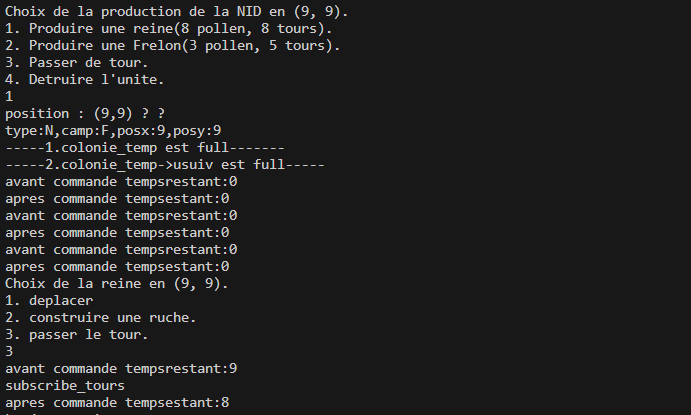 Choix de la production de la NID en (9, 9).
1. Produire une reine(8 pollen, 8 tours).
2. Produire une Frelon(3 pollen, 5 tours).
3. Passer de tour.
4. Detruire l'unite.
1
position : (9,9) ? ?
type:N,camp:F,posx:9,posy:9
-----1.colonie_temp est full-------
-----2.colonie_temp->usuiv est full-----
avant commande tempsrestant:0
apres commande tempsestant:0
avant commande tempsrestant:0
apres commande tempsestant:0
avant commande tempsrestant:0
apres commande tempsestant:0
Choix de la reine en (9, 9).
1. deplacer
2. construire une ruche.
3. passer le tour.
3
avant commande tempsrestant:9
subscribe_tours
apres commande tempsestant:8